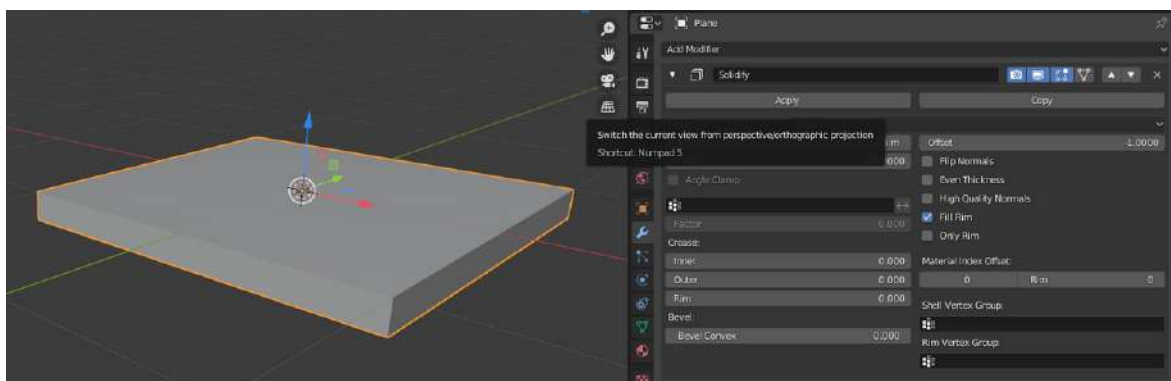 Plane
Add Modifier
Solidify
Apply
Copy
Switch the current view from perspective/orthographic projection
Shortcut: Numpad 5
m
Offset
-1.0000
000
Flip Normals
Angle Clamp
Even Thickness
High Quality Normals
Factor
0.000
Fill Rim
Only Rim
Crease:
Inner
0.000
Material Index Offset:
Outer
0.000
0
Rim
0
Rim
0.000
Shell Vertex Group:
Bevel:
Bevel Convex
0.000
Rim Vertex Group: